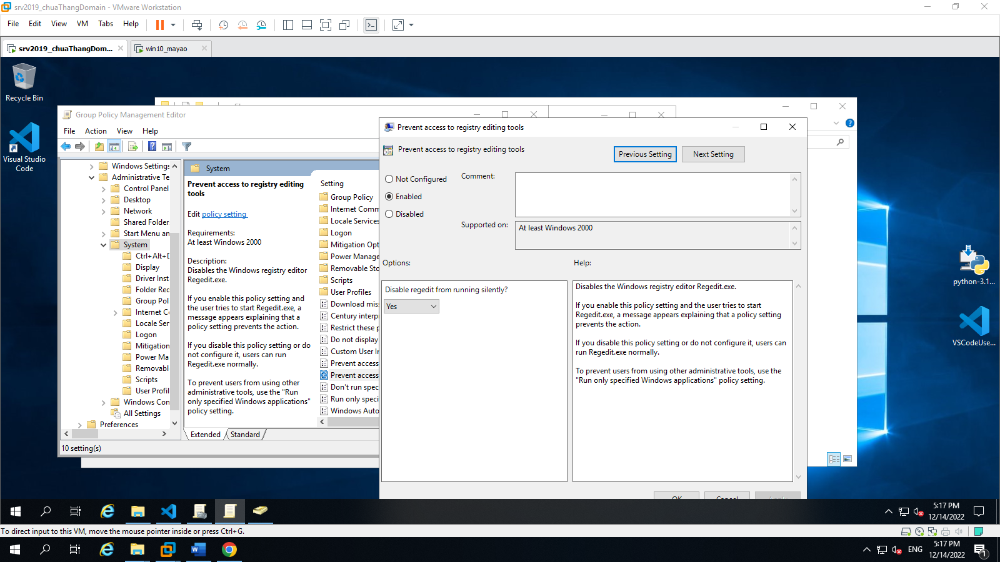 srv2019_chuaThangDomain - VMware Workstation
File Edit View VM Tabs Help
srv2019_chuaThangDom...
win10_mayao
Recycle Bin
Visual Studio
Code
python-3.1...
VSCodeUse...
Group Policy Management Editor
File Action View Help
Windows Settings
Administrative Te
Control Panel
Desktop
Network
Shared Folder
Start Menu an
System
Ctrl+Alt+D
Display
Driver Inst
Folder Red
Group Pol
Internet Co
Locale Ser
Logon
Mitigation
Power Ma
Removabl
Scripts
User Profil
Windows Con
All Settings
Preferences
System
Prevent access to registry editing
tools
Edit policy setting
Requirements:
At least Windows 2000
Description:
Disables the Windows registry editor
Regedit.exe.
If you enable this policy setting and
the user tries to start Regedit.exe, a
message appears explaining that a
policy setting prevents the action.
If you disable this policy setting or do
not configure it, users can run
Regedit.exe normally.
To prevent users from using other
administrative tools, use the "Run
only specified Windows applications"
policy setting.
Setting
Group Policy
Internet Comm
Locale Services
Logon
Mitigation Opt
Power Manage
Removable Sto
Scripts
User Profiles
Download mis
Century interp
Restrict these p
Do not display
Custom User In
Prevent access
Prevent access
Don't run spec
Run only speci
Windows Auto
Extended Standard
10 setting(s)
Prevent access to registry editing tools
Prevent access to registry editing tools
Previous Setting
Next Setting
Not Configured
Enabled
Disabled
Comment:
Supported on:
At least Windows 2000
Options:
Help:
Disable regedit from running silently?
Yes
Disables the Windows registry editor Regedit.exe.
If you enable this policy setting and the user tries to start
Regedit.exe, a message appears explaining that a policy setting
prevents the action.
If you disable this policy setting or do not configure it, users can
run Regedit.exe normally.
To prevent users from using other administrative tools, use the
"Run only specified Windows applications" policy setting.
OK
Cancel
Apply
5:17 PM
12/14/2022
To direct input to this VM, move the mouse pointer inside or press Ctrl+G.
ENG
5:17 PM
12/14/2022
1